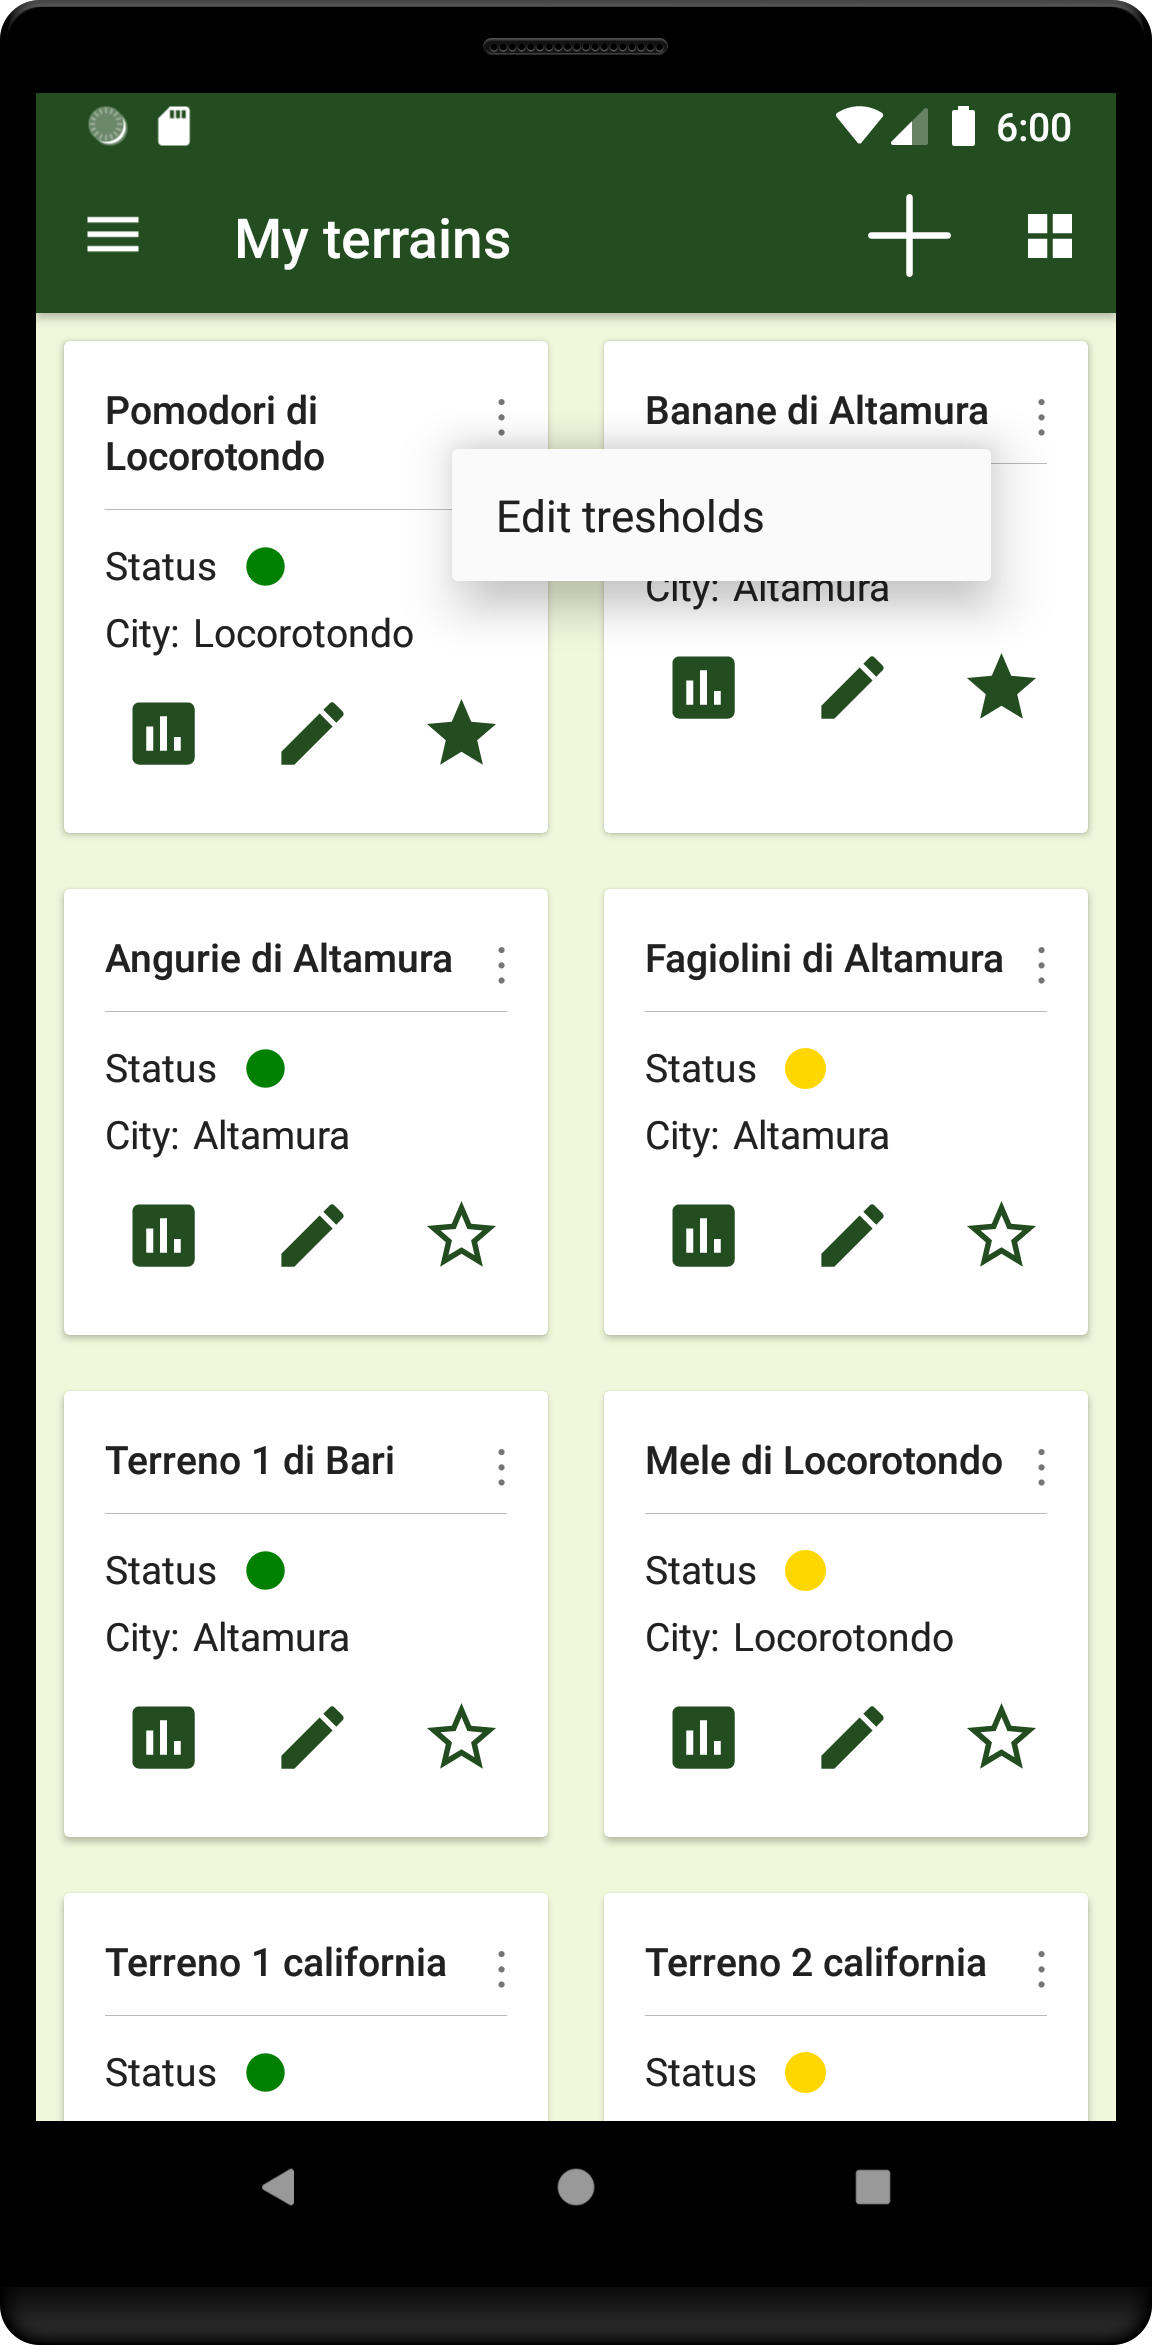 6:00
My terrains
Pomodori di
Locorotondo
Status
City: Locorotondo
Banane di Altamura
Edit tresholds
City: Altamura
Angurie di Altamura
Status
City: Altamura
Fagiolini di Altamura
Status
City: Altamura
Terreno 1 di Bari
Status
City: Altamura
Mele di Locorotondo
Status
City: Locorotondo
Terreno 1 california
Status
Terreno 2 california
Status